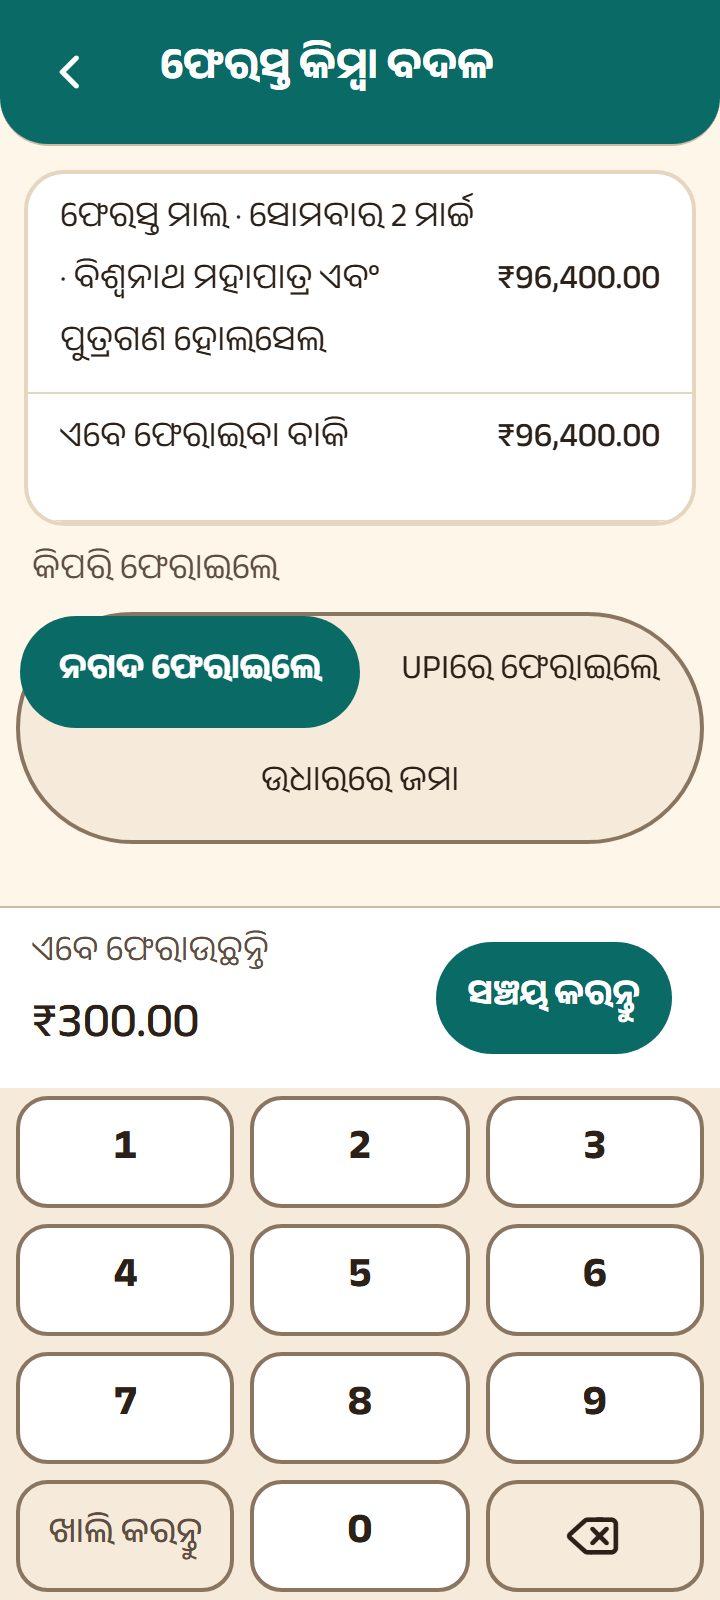 ଫେରସ୍ତ କିମ୍ବା ବଦଳ
ଫେରସ୍ତ ମାଲ · ସୋମବାର 2 ମାର୍ଚ୍ଚ
· ବିଶ୍ୱନାଥ ମହାପାତ୍ର ଏବଂ
ପୁତ୍ରଗଣ ହୋଲସେଲ
₹96,400.00
ଏବେ ଫେରାଇବା ବାକି
₹96,400.00
କିପରି ଫେରାଇଲେ
ନଗଦ ଫେରାଇଲେ
UPIରେ ଫେରାଇଲେ
ଉଧାରରେ ଜମା
ଏବେ ଫେରାଉଛନ୍ତି
₹300.00
ସଞ୍ଚୟ କରନ୍ତୁ
1
2
3
4
5
6
7
8
9
ଖାଲି କରନ୍ତୁ
0